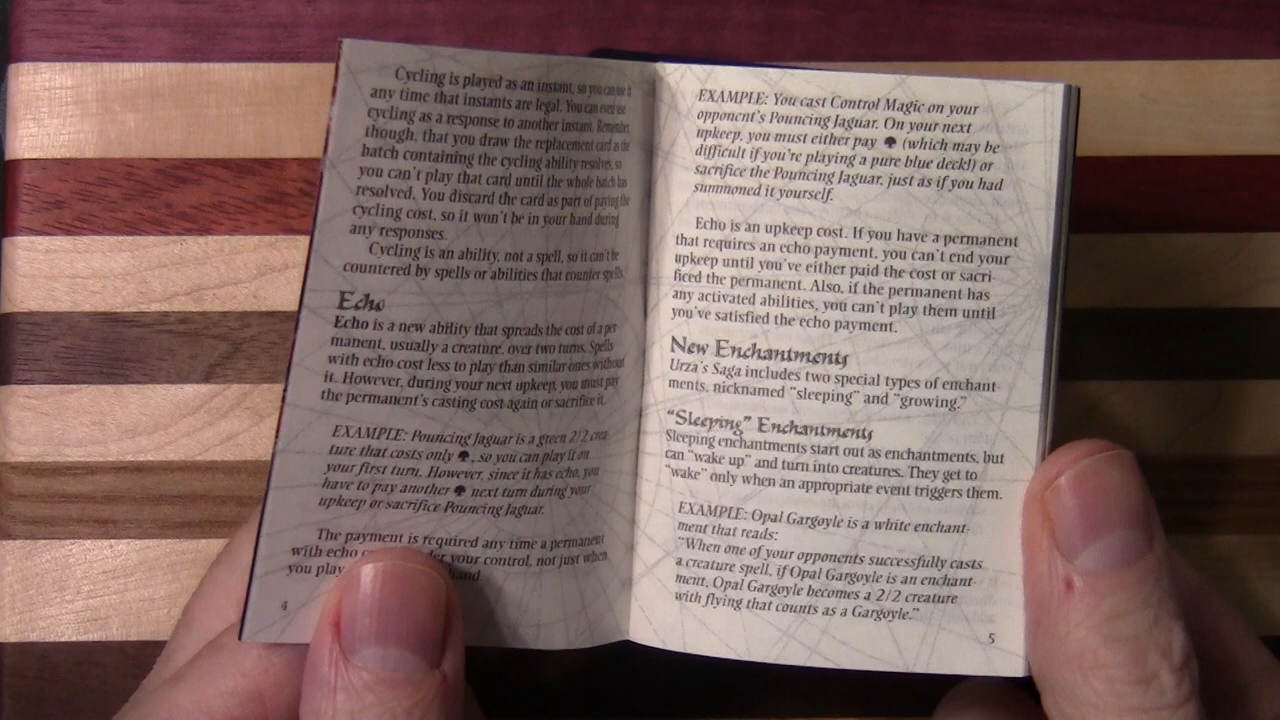 Cycling is played as an instant, so you can use it
any time that instants are legal. You can even use
cycling as a response to another instant. Remember,
though, that you draw the replacement card as the
batch containing the cycling ability resolves, so
you can't play that card until the whole batch has
resolved. You discard the card as part of paying the
cycling cost, so it won't be in your hand during
any responses.
Cycling is an ability, not a spell, so it can't be
countered by spells or abilities that counter spells.
Echo
Echo is a new ability that spreads the cost of a per
manent, usually a creature, over two turns. Spells
with echo cost less to play than similar ones without
it. However, during your next upkeep, you must pay
the permanent's casting cost again or sacrifice it.
EXAMPLE: Pouncing Jaguar is a green 2/2 crea-
ture that costs only , so you can play it on
your first turn. However, since it has echo, you
have to pay another next turn during your
upkeep or sacrifice Pouncing Jaguar.
The payment is required any time a permanent
with echo your control, not just when
you play hand
4
EXAMPLE: You cast Control Magic on your
opponent's Pouncing Jaguar. On your next
upkeep, you must either pay (which may be
difficult if you're playing a pure blue deck!) or
sacrifice the Pouncing Jaguar, just as if you had
summoned it yourself.
Echo is an upkeep cost. If you have a permanent
that requires an echo payment, you can't end your
upkeep until you've either paid the cost or sacri-
ficed the permanent. Also, if the permanent has
any activated abilities, you can't play them until
you've satisfied the echo payment.
New Enchantments
Urza's Saga includes two special types of enchant-
ments, nicknamed “sleeping” and “growing.”
“Sleeping” Enchantments
Sleeping enchantments start out as enchantments, but
can “wake up” and turn into creatures. They get to
“wake” only when an appropriate event triggers them.
EXAMPLE: Opal Gargoyle is a white enchant-
ment that reads:
“When one of your opponents successfully casts
a creature spell, if Opal Gargoyle is an enchant-
ment, Opal Gargoyle becomes a 2/2 creature
with flying that counts as a Gargoyle.”
5